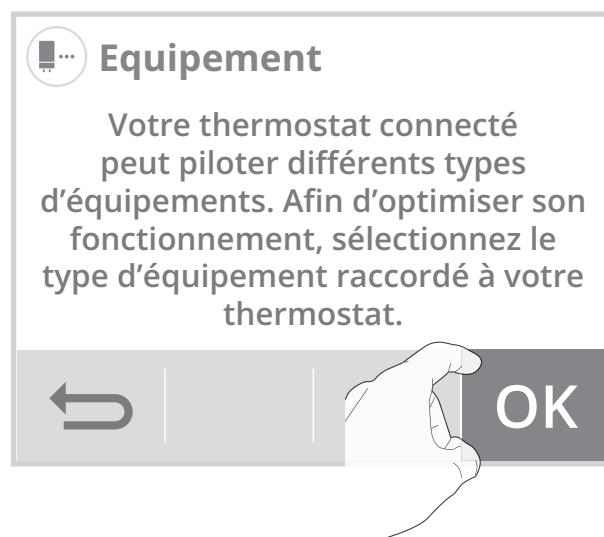 Equipement
Votre thermostat connecté
peut piloter différents types
d’équipements. Afin d’optimiser son
fonctionnement, sélectionnez le
type d’équipement raccordé à votre
thermostat.
OK